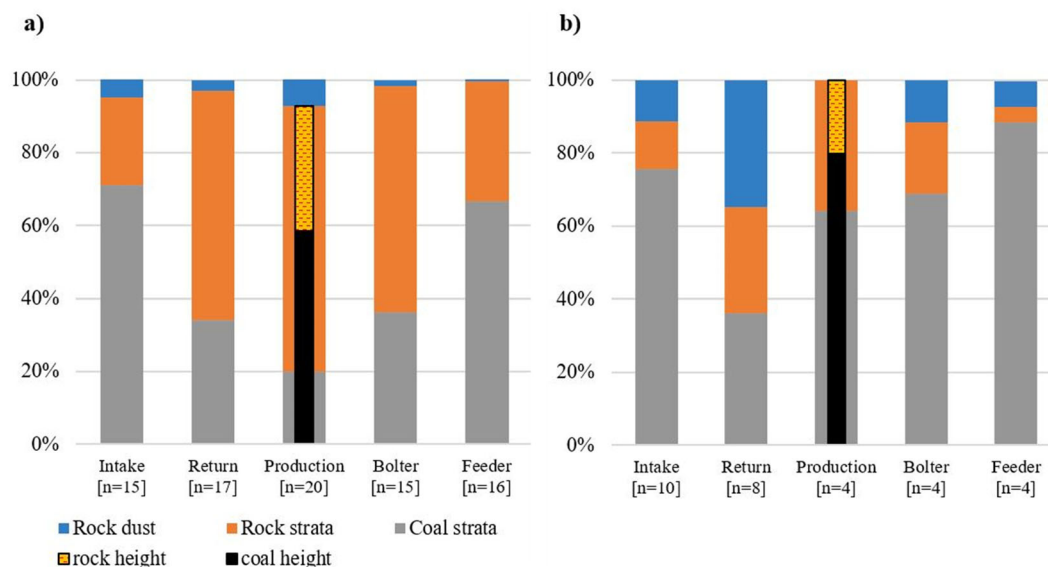 a)
100%
80%
60%
40%
20%
0%
Intake Return Production Bolter Feeder
[n=15] [n=17] [n=20] [n=15] [n=16]
b)
100%
80%
60%
40%
20%
0%
Intake Return Production Bolter Feeder
[n=10] [n=8] [n=4] [n=4] [n=4]
Rock dust Rock strata Coal strata
rock height coal height